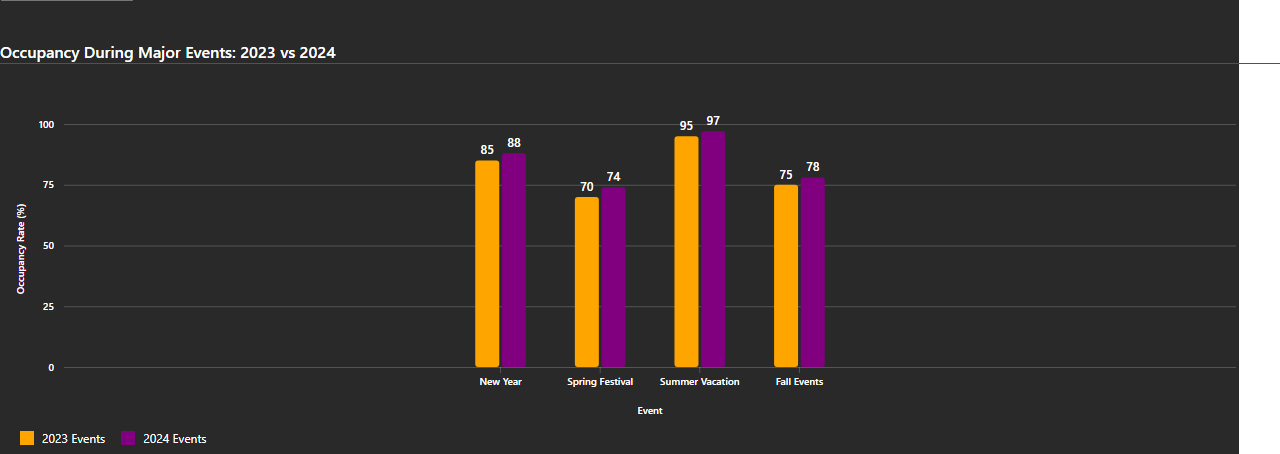 Occupancy During Major Events: 2023 vs 2024
100
75
50
25
0
Occupancy Rate (%)
85
88
70
74
95
97
75
78
New Year
Spring Festival
Summer Vacation
Fall Events
Event
2023 Events
2024 Events